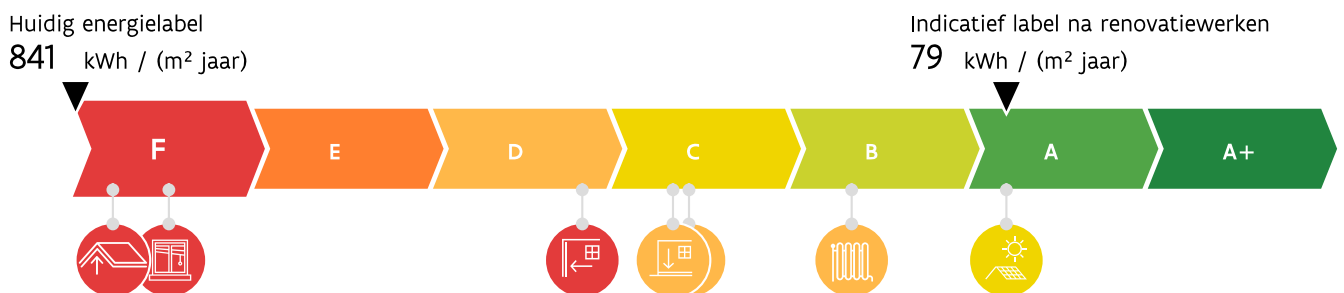 Huidig energielabel
841 kWh / (m² jaar)
Indicatief label na renovatiewerken
79 kWh / (m² jaar)
F E D C B A A+